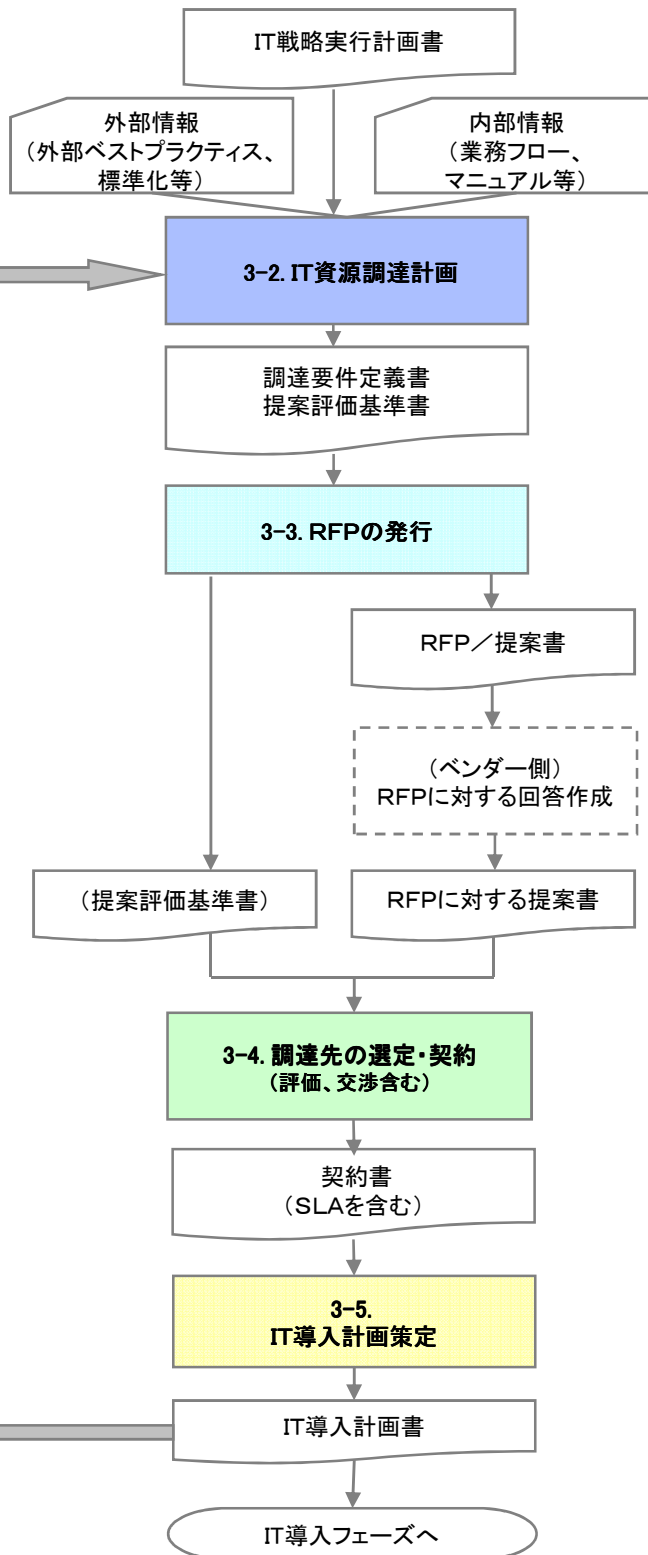 IT戦略実行計画書
外部情報
(外部ベストプラクティス、
標準化等)
内部情報
(業務フロー、
マニュアル等)
3-2. IT資源調達計画
調達要件定義書
提案評価基準書
3-3. RFPの発行
RFP/提案書
(ベンダー側)
RFPに対する回答作成
(提案評価基準書)
RFPに対する提案書
3-4. 調達先の選定・契約
(評価、交渉含む)
契約書
(SLAを含む)
3-5.
IT導入計画策定
IT導入計画書
IT導入フェーズへ